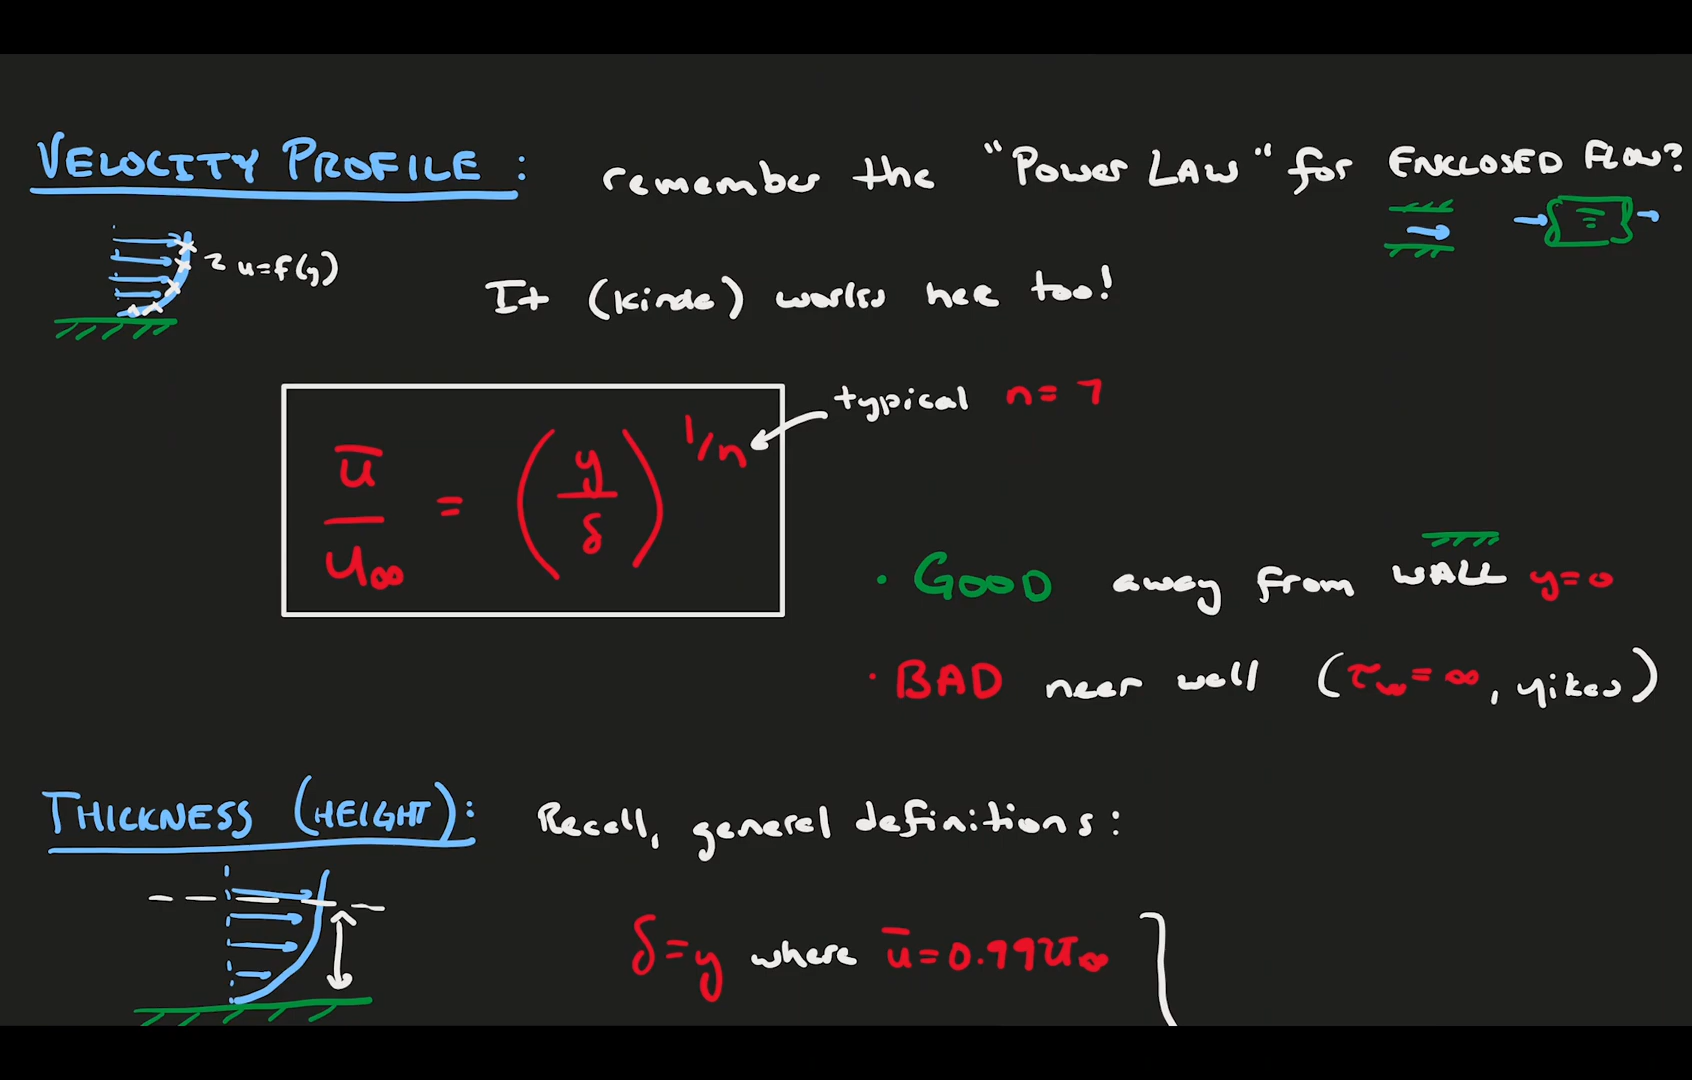 VELOCITY PROFILE : remember the "POWER LAW" for ENCLOSED FLOW?
u=f(y)
It (kinda) works here too!
typical n=7
ū/u∞ = (y/δ)^1/n
· GOOD away from WALL y=0
· BAD near wall (τw=∞, yikes)
THICKNESS (HEIGHT): Recall, general definitions:
δ=y where ū=0.99U∞